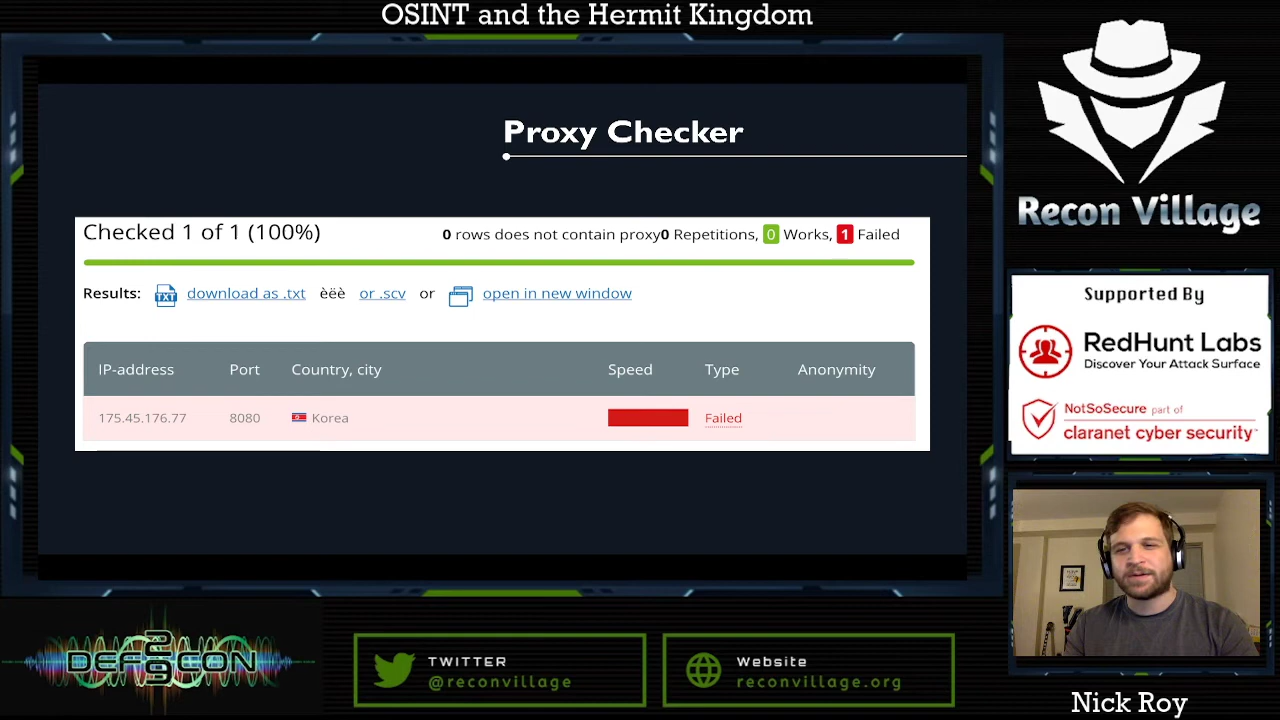 OSINT and the Hermit Kingdom
Proxy Checker
Checked 1 of 1 (100%)
0 rows does not contain proxy0 Repetitions, 0 Works, 1 Failed
Results: TXT download as .txt èëè or .scv or open in new window
IP-address Port Country, city Speed Type Anonymity
175.45.176.77 8080 Korea Failed
Recon Village
Supported By
RedHunt Labs
Discover Your Attack Surface
NotSoSecure part of
claranet cyber security
DEFCON
29
TWITTER
@reconvillage
Website
reconvillage.org
Nick Roy